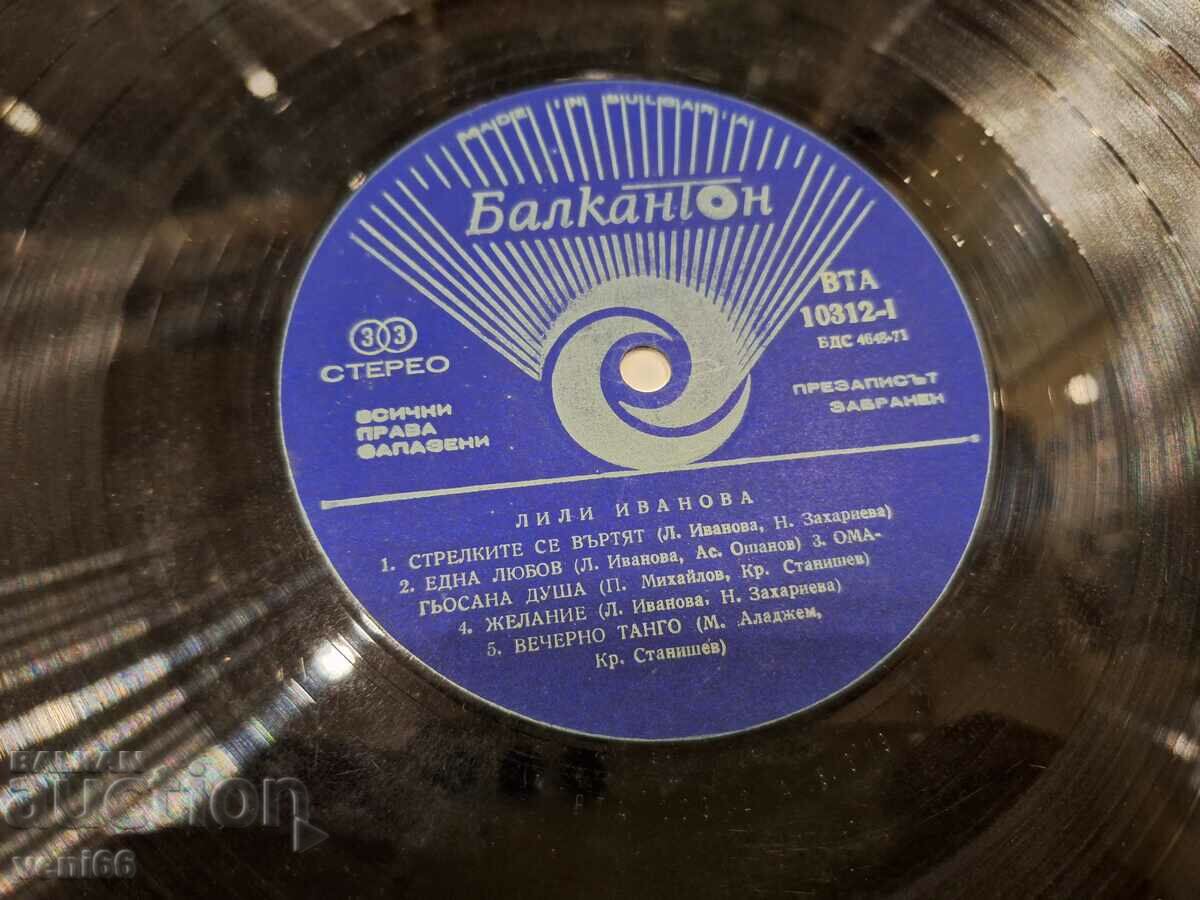 MADE IN BULGARIA
Балкантон
ВТА
10312-I
БДС 4648-71
33
СТЕРЕО
ПРЕЗАПИСЪТ
ЗАБРАНЕН
ВСИЧКИ
ПРАВА
ЗАПАЗЕНИ
ЛИЛИ ИВАНОВА
1. СТРЕЛКИТЕ СЕ ВЪРТЯТ (Л. Иванова, Н. Захариева)
2. ЕДНА ЛЮБОВ (Л. Иванова, Ас. Ошанов) 3. ОМА-
ГЬОСАНА ДУША (П. Михайлов, Кр. Станишев)
4. ЖЕЛАНИЕ (Л. Иванова, Н. Захариева)
5. ВЕЧЕРНО ТАНГО (М. Аладжем,
Кр. Станишев)
BALKAN
auction
yeni66